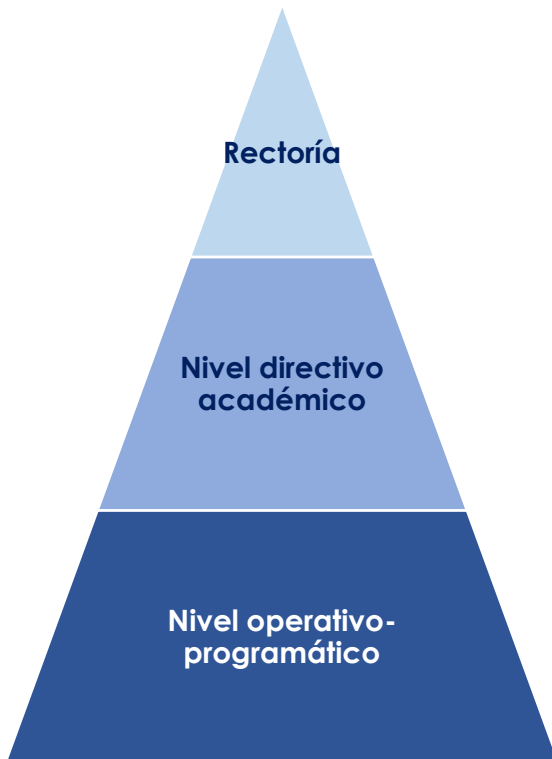 Rectoría
Nivel directivo
académico
Nivel operativo-
programático